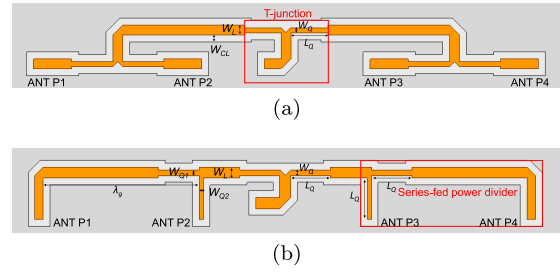 T-junction
W_L
W_Q
W_CL
L_Q
ANT P1
ANT P2
ANT P3
ANT P4
(a)
W_Q1
W_L
W_Q
λ_g
W_Q2
L_Q
L_Q
L_Q
Series-fed power divider
ANT P1
ANT P2
ANT P3
ANT P4
(b)